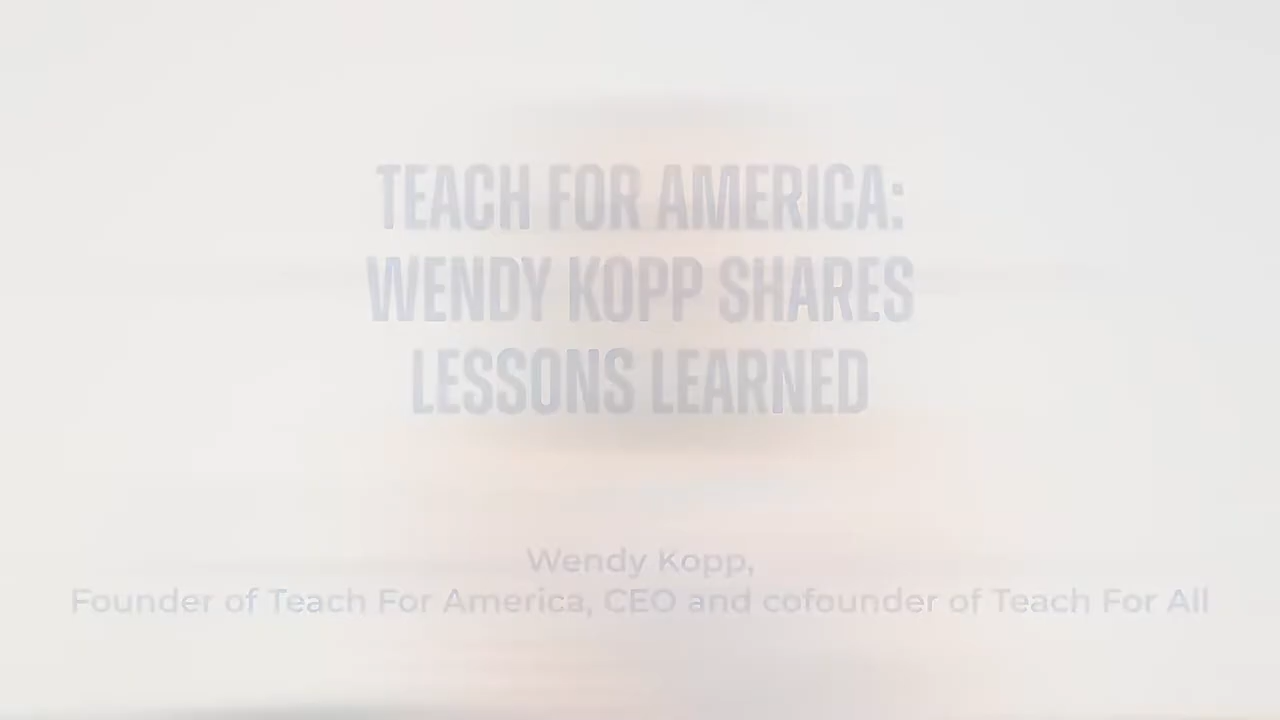 TEACH FOR AMERICA:
WENDY KOPP SHARES
LESSONS LEARNED
Wendy Kopp,
Founder of Teach For America, CEO and cofounder of Teach For All